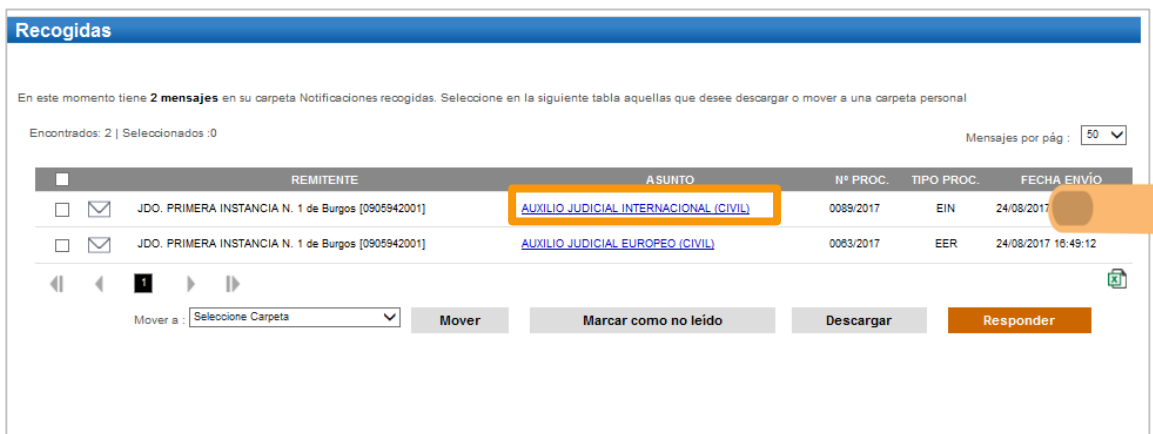 Recogidas
En este momento tiene 2 mensajes en su carpeta Notificaciones recogidas. Seleccione en la siguiente tabla aquellas que desee descargar o mover a una carpeta personal
Encontrados: 2 | Seleccionados :0
Mensajes por pág : 50
REMITENTE ASUNTO Nº PROC. TIPO PROC. FECHA ENVÍO
JDO. PRIMERA INSTANCIA N. 1 de Burgos [0905942001] AUXILIO JUDICIAL INTERNACIONAL (CIVIL) 0089/2017 EIN 24/08/2017
JDO. PRIMERA INSTANCIA N. 1 de Burgos [0905942001] AUXILIO JUDICIAL EUROPEO (CIVIL) 0063/2017 EER 24/08/2017 16:49:12
1
Mover a : Seleccione Carpeta Mover Marcar como no leído Descargar Responder